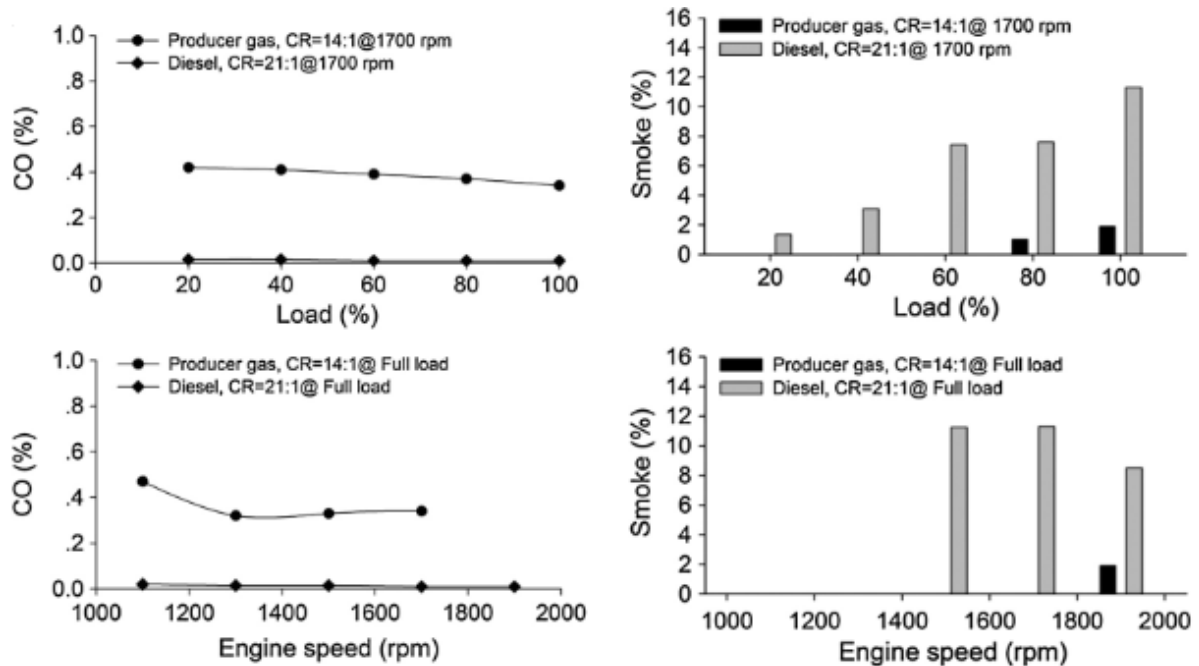 1.0
.8
.6
.4
.2
0.0
CO (%)
Producer gas, CR=14:1@1700 rpm
Diesel, CR=21:1@1700 rpm
0 20 40 60 80 100
Load (%)
16
14
12
10
8
6
4
2
0
Smoke (%)
Producer gas, CR=14:1@ 1700 rpm
Diesel, CR=21:1@ 1700 rpm
20 40 60 80 100
Load (%)
1.0
.8
.6
.4
.2
0.0
CO (%)
Producer gas, CR=14:1@ Full load
Diesel, CR=21:1@ Full load
1000 1200 1400 1600 1800 2000
Engine speed (rpm)
16
14
12
10
8
6
4
2
0
Smoke (%)
Producer gas, CR=14:1@ Full load
Diesel, CR=21:1@ Full load
1000 1200 1400 1600 1800 2000
Engine speed (rpm)